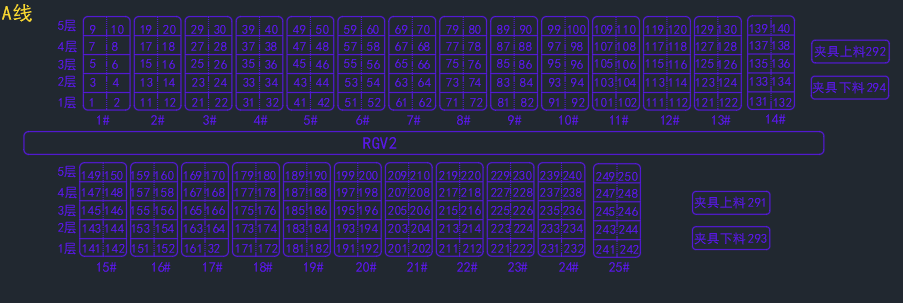 A线
5层 9 10 19 20 29 30 39 40 49 50 59 60 69 70 79 80 89 90 99 100 109 110 119 120 129 130 139 140
4层 7 8 17 18 27 28 37 38 47 48 57 58 67 68 77 78 87 88 97 98 107 108 117 118 127 128 137 138 夹具上料292
3层 5 6 15 16 25 26 35 36 45 46 55 56 65 66 75 76 85 86 95 96 105 106 115 116 125 126 135 136
2层 3 4 13 14 23 24 33 34 43 44 53 54 63 64 73 74 83 84 93 94 103 104 113 114 123 124 133 134 夹具下料294
1层 1 2 11 12 21 22 31 32 41 42 51 52 61 62 71 72 81 82 91 92 101 102 111 112 121 122 131 132
1# 2# 3# 4# 5# 6# 7# 8# 9# 10# 11# 12# 13# 14#
RGV2
5层 149 150 159 160 169 170 179 180 189 190 199 200 209 210 219 220 229 230 239 240 249 250
4层 147 148 157 158 167 168 177 178 187 188 197 198 207 208 217 218 227 228 237 238 247 248
3层 145 146 155 156 165 166 175 176 185 186 195 196 205 206 215 216 225 226 235 236 245 246 夹具上料291
2层 143 144 153 154 163 164 173 174 183 184 193 194 203 204 213 214 223 224 233 234 243 244
1层 141 142 151 152 161 32 171 172 181 182 191 192 201 202 211 212 221 222 231 232 241 242 夹具下料293
15# 16# 17# 18# 19# 20# 21# 22# 23# 24# 25#